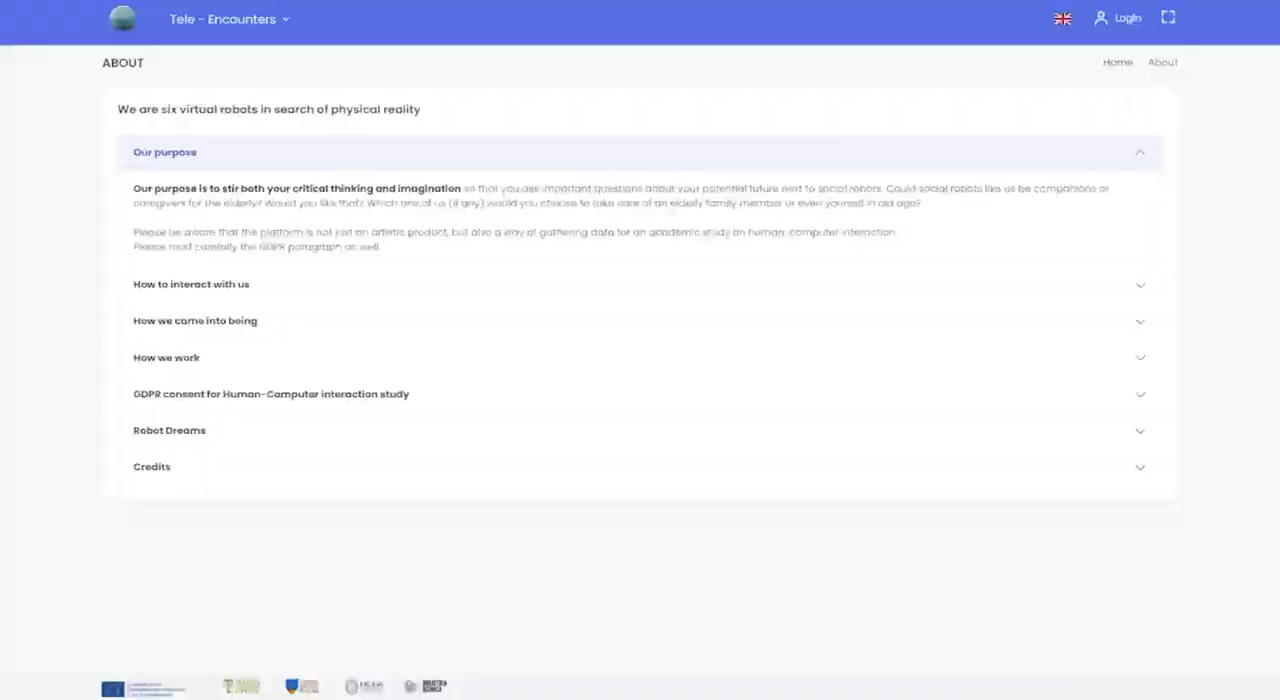 Tele - Encounters
Login
ABOUT
Home About
We are six virtual robots in search of physical reality
Our purpose
Our purpose is to stir both your critical thinking and imagination so that you ask important questions about your potential future next to social robots. Could social robots like us be companions or
caregivers for the elderly? Would you like that? Which one of us (if any) would you choose to take care of an elderly family member or even yourself in old age?
Please be aware that the platform is not just an artistic product, but also a way of gathering data for an academic study on human-computer interaction
Please read carefully the GDPR paragraph as well
How to interact with us
How we came into being
How we work
GDPR consent for Human-Computer interaction study
Robot Dreams
Credits